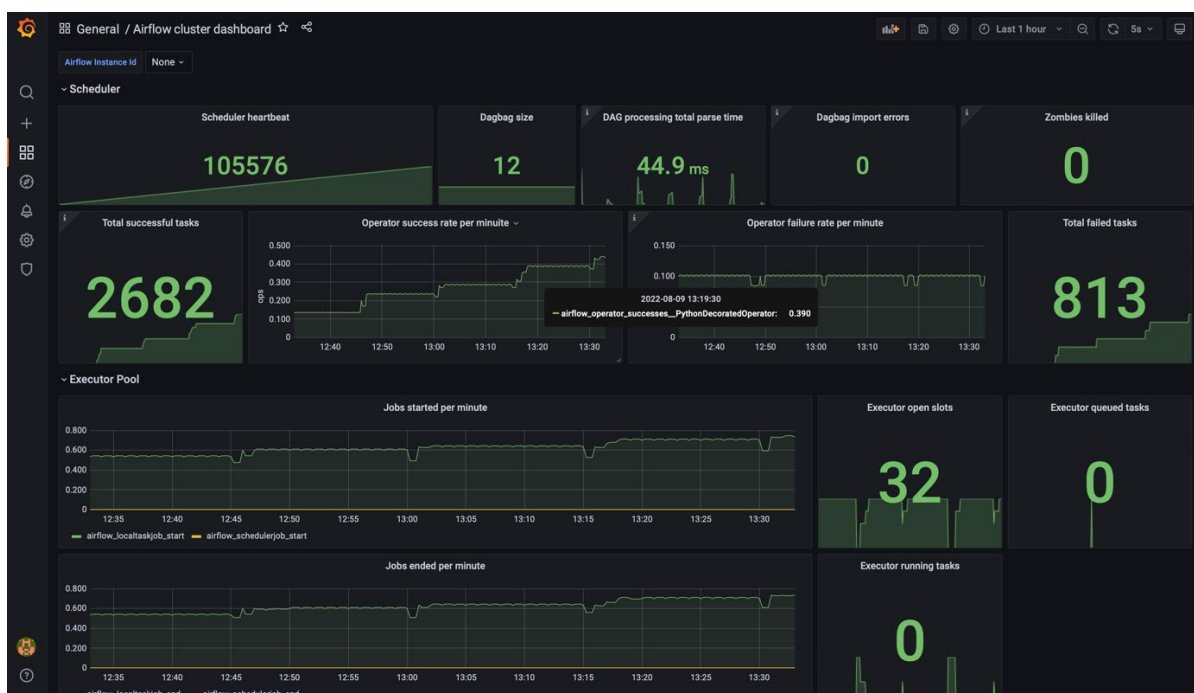 General / Airflow cluster dashboard
Last 1 hour
5s
Airflow Instance Id
None
Scheduler
Scheduler heartbeat
105576
Dagbag size
12
i
DAG processing total parse time
44.9 ms
i
Dagbag import errors
0
i
Zombies killed
0
i
Total successful tasks
2682
Operator success rate per minuite
ops
0.500
0.400
0.300
0.200
0.100
0
12:40
12:50
13:00
13:10
13:20
13:30
i
Operator failure rate per minute
0.150
0.100
0
12:40
12:50
13:00
13:10
13:20
13:30
2022-08-09 13:19:30
airflow_operator_successes__PythonDecoratedOperator: 0.390
Total failed tasks
813
Executor Pool
Jobs started per minute
0.800
0.600
0.400
0.200
0
12:35
12:40
12:45
12:50
12:55
13:00
13:05
13:10
13:15
13:20
13:25
13:30
airflow_localtaskjob_start
airflow_schedulerjob_start
Executor open slots
32
Executor queued tasks
0
Jobs ended per minute
0.800
0.600
0.400
0.200
0
12:35
12:40
12:45
12:50
12:55
13:00
13:05
13:10
13:15
13:20
13:25
13:30
Executor running tasks
0